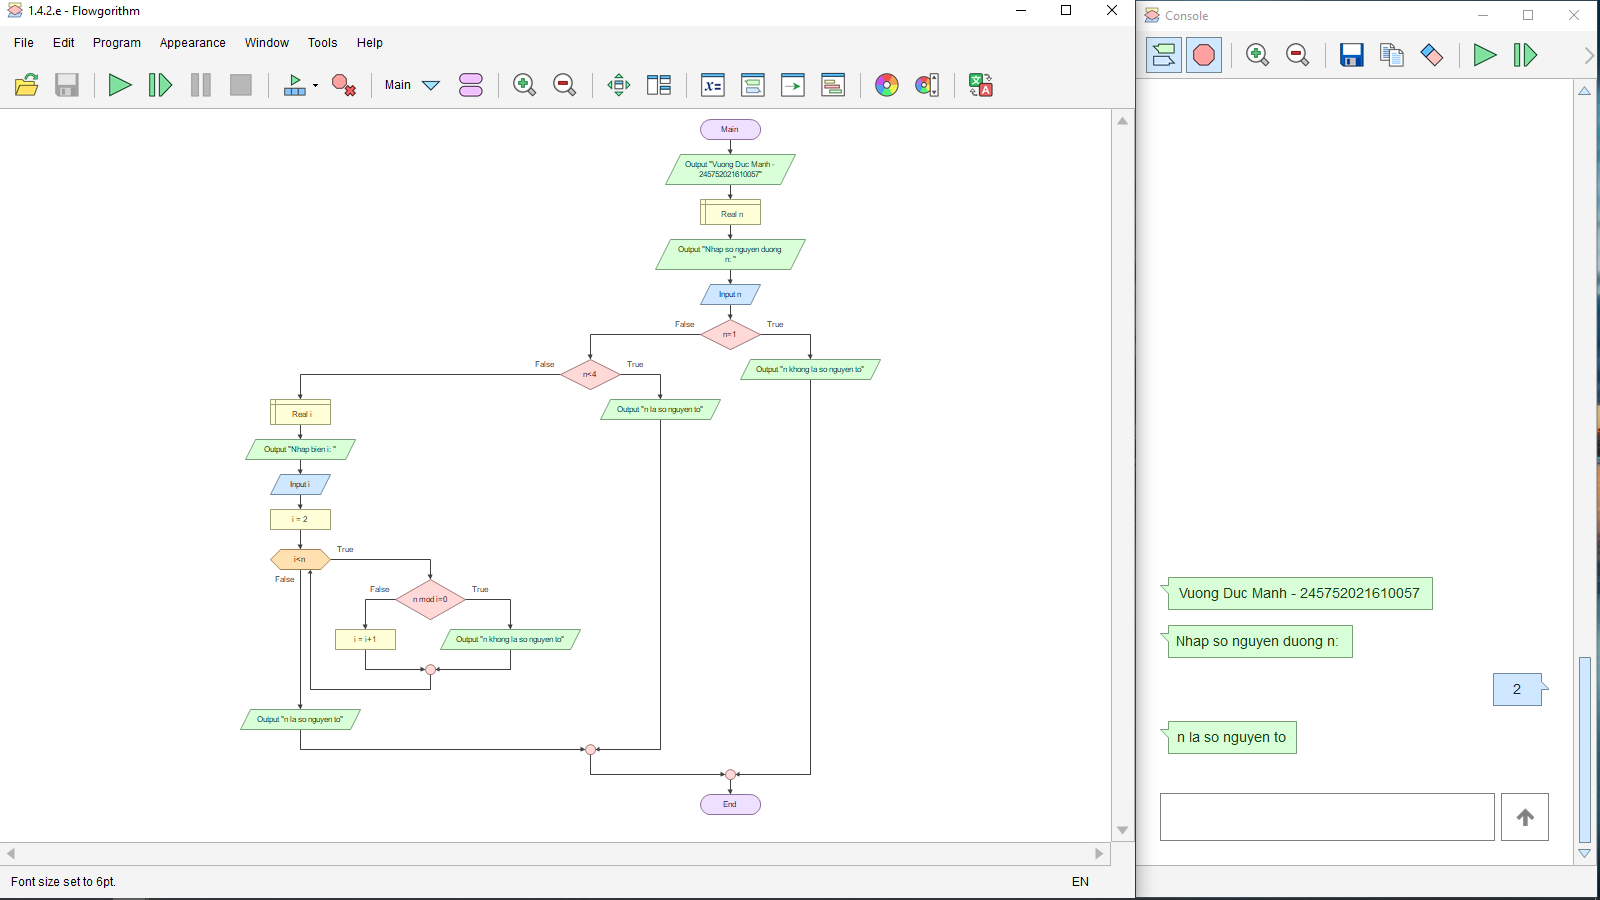 1.4.2.e - Flowgorithm
File Edit Program Appearance Window Tools Help
Main
Main
Output "Vuong Duc Manh -
245752021610057"
Real n
Output "Nhap so nguyen duong
n: "
Input n
False
True
n=1
False
True
n<4
Output "n khong la so nguyen to"
Real i
Output "n la so nguyen to"
Output "Nhap bien i: "
Input i
i = 2
i<n
True
False
False
True
n mod i=0
i = i+1
Output "n khong la so nguyen to"
Output "n la so nguyen to"
End
Font size set to 6pt.
EN
Console
Vuong Duc Manh - 245752021610057
Nhap so nguyen duong n:
2
n la so nguyen to